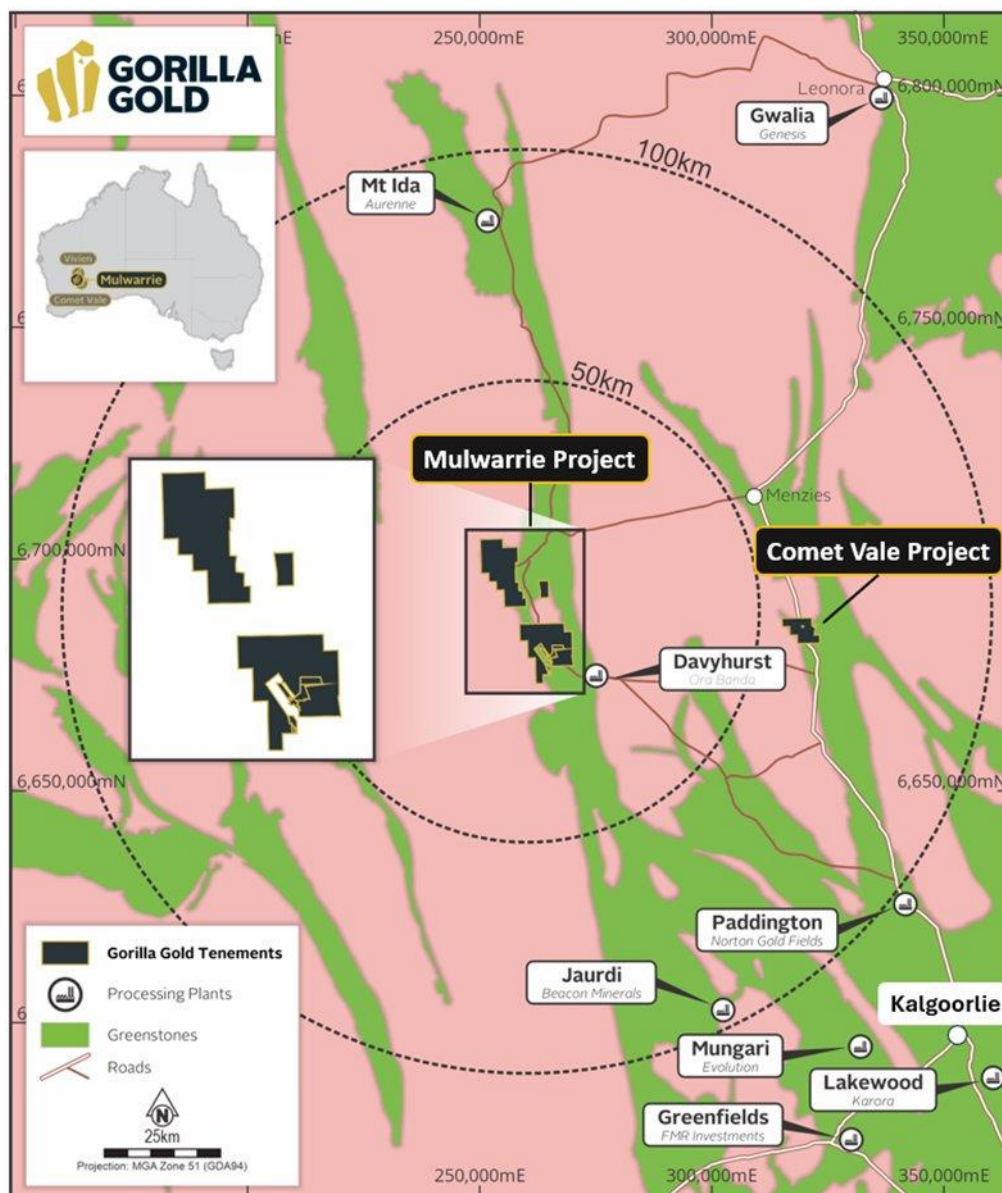 GORILLA
GOLD
250,000mE
300,000mE
350,000mE
6,800,000mN
Leonora
Gwalia
Genesis
100km
Mt Ida
Aurenne
Vivien
Mulwarrie
Comet Vale
6,750,000mN
50km
Mulwarrie Project
Menzies
6,700,000mN
Comet Vale Project
Davyhurst
Ora Banda
6,650,000mN
6,650,000mN
Paddington
Norton Gold Fields
Jaurdi
Beacon Minerals
Kalgoorlie
Mungari
Evolution
Lakewood
Karora
Greenfields
FMR Investments
Gorilla Gold Tenements
Processing Plants
Greenstones
Roads
N
25km
Projection: MGA Zone 51 (GDA94)
250,000mE
300,000mE
350,000mE